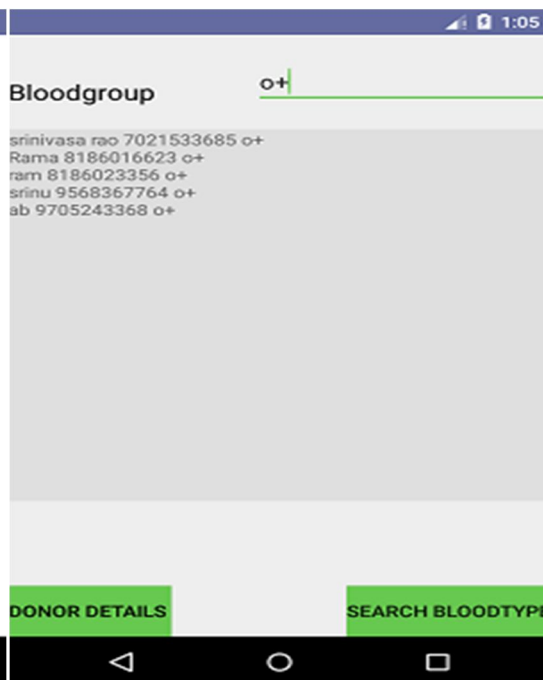 1:05
Bloodgroup
o+
srinivasa rao 7021533685 o+
Rama 8186016623 o+
ram 8186023356 o+
srinu 9568367764 o+
ab 9705243368 o+
DONOR DETAILS
SEARCH BLOODTYPE